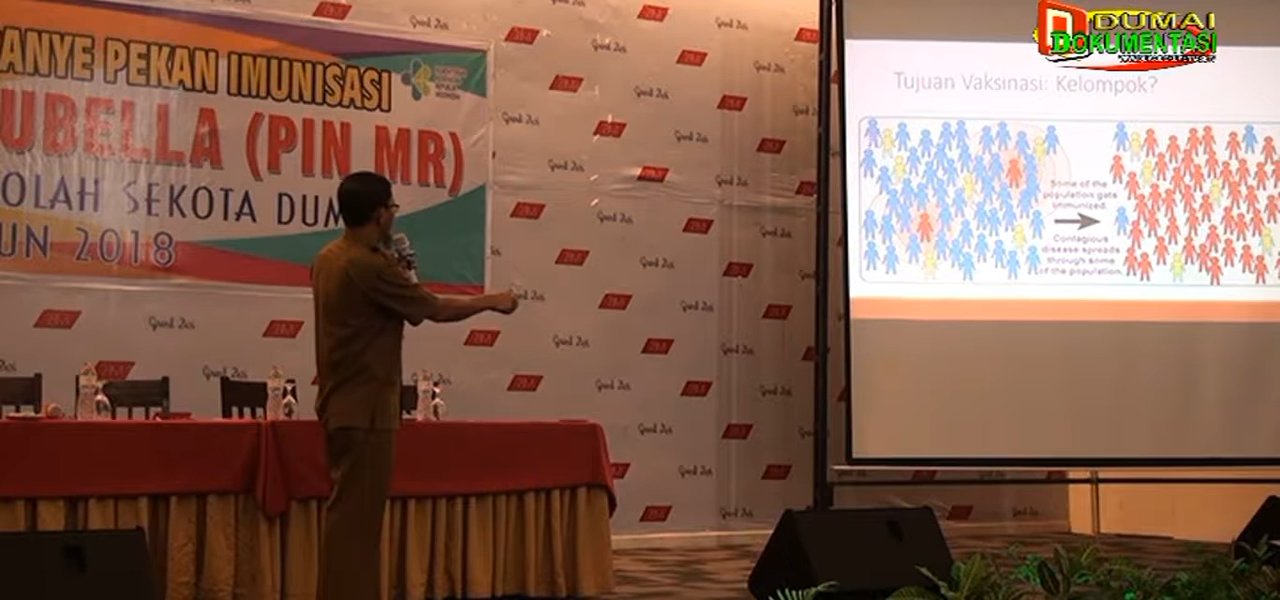 ANYE PEKAN IMUNISASI
UBELLA (PIN MR)
OLAH SEKOTA DUM
UN 2018
DUMAI
DOKUMENTASI
Tujuan Vaksinasi: Kelompok?
Some of the
population gets
immunized.
Contagious
disease spreads
through some
of the population.